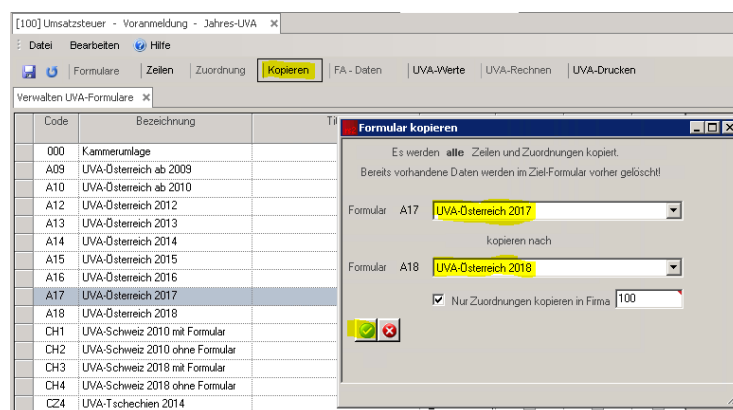 [100] Umsatzsteuer - Voranmeldung - Jahres-UVA
Datei Bearbeiten Hilfe
Formulare Zeilen Zuordnung Kopieren FA - Daten UVA-Werte UVA-Rechnen UVA-Drucken
Verwalten UVA-Formulare
Code Bezeichnung
000 Kammerumlage
A09 UVA-Österreich ab 2009
A10 UVA-Österreich ab 2010
A12 UVA-Österreich 2012
A13 UVA-Österreich 2013
A14 UVA-Österreich 2014
A15 UVA-Österreich 2015
A16 UVA-Österreich 2016
A17 UVA-Österreich 2017
A18 UVA-Österreich 2018
CH1 UVA-Schweiz 2010 mit Formular
CH2 UVA-Schweiz 2010 ohne Formular
CH3 UVA-Schweiz 2018 mit Formular
CH4 UVA-Schweiz 2018 ohne Formular
CZ4 UVA-Tschechien 2014
Formular kopieren
Es werden alle Zeilen und Zuordnungen kopiert.
Bereits vorhandene Daten werden im Ziel-Formular vorher gelöscht!
Formular A17 UVA-Österreich 2017
kopieren nach
Formular A18 UVA-Österreich 2018
Nur Zuordnungen kopieren in Firma 100